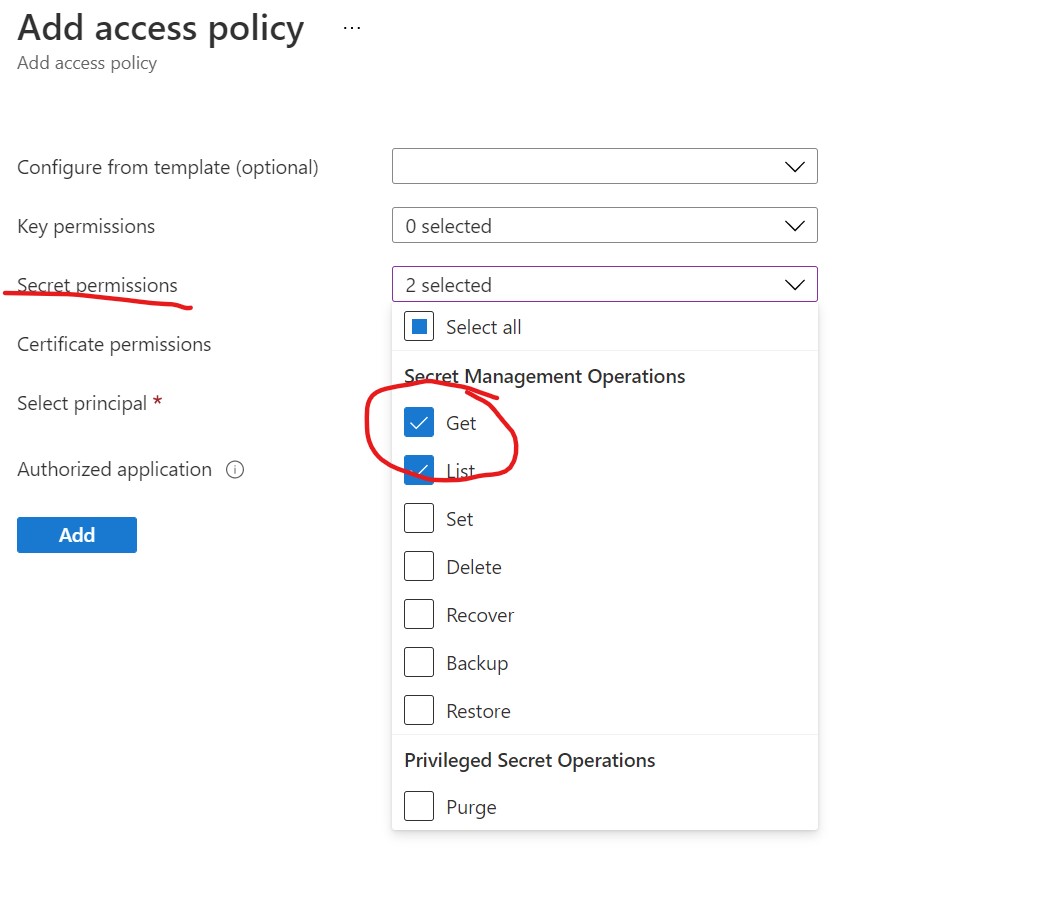 Add access policy ...
Add access policy
Configure from template (optional)
Key permissions 0 selected
Secret permissions 2 selected
Select all
Certificate permissions
Secret Management Operations
Select principal *
Get
Authorized application
List
Set
Add
Delete
Recover
Backup
Restore
Privileged Secret Operations
Purge